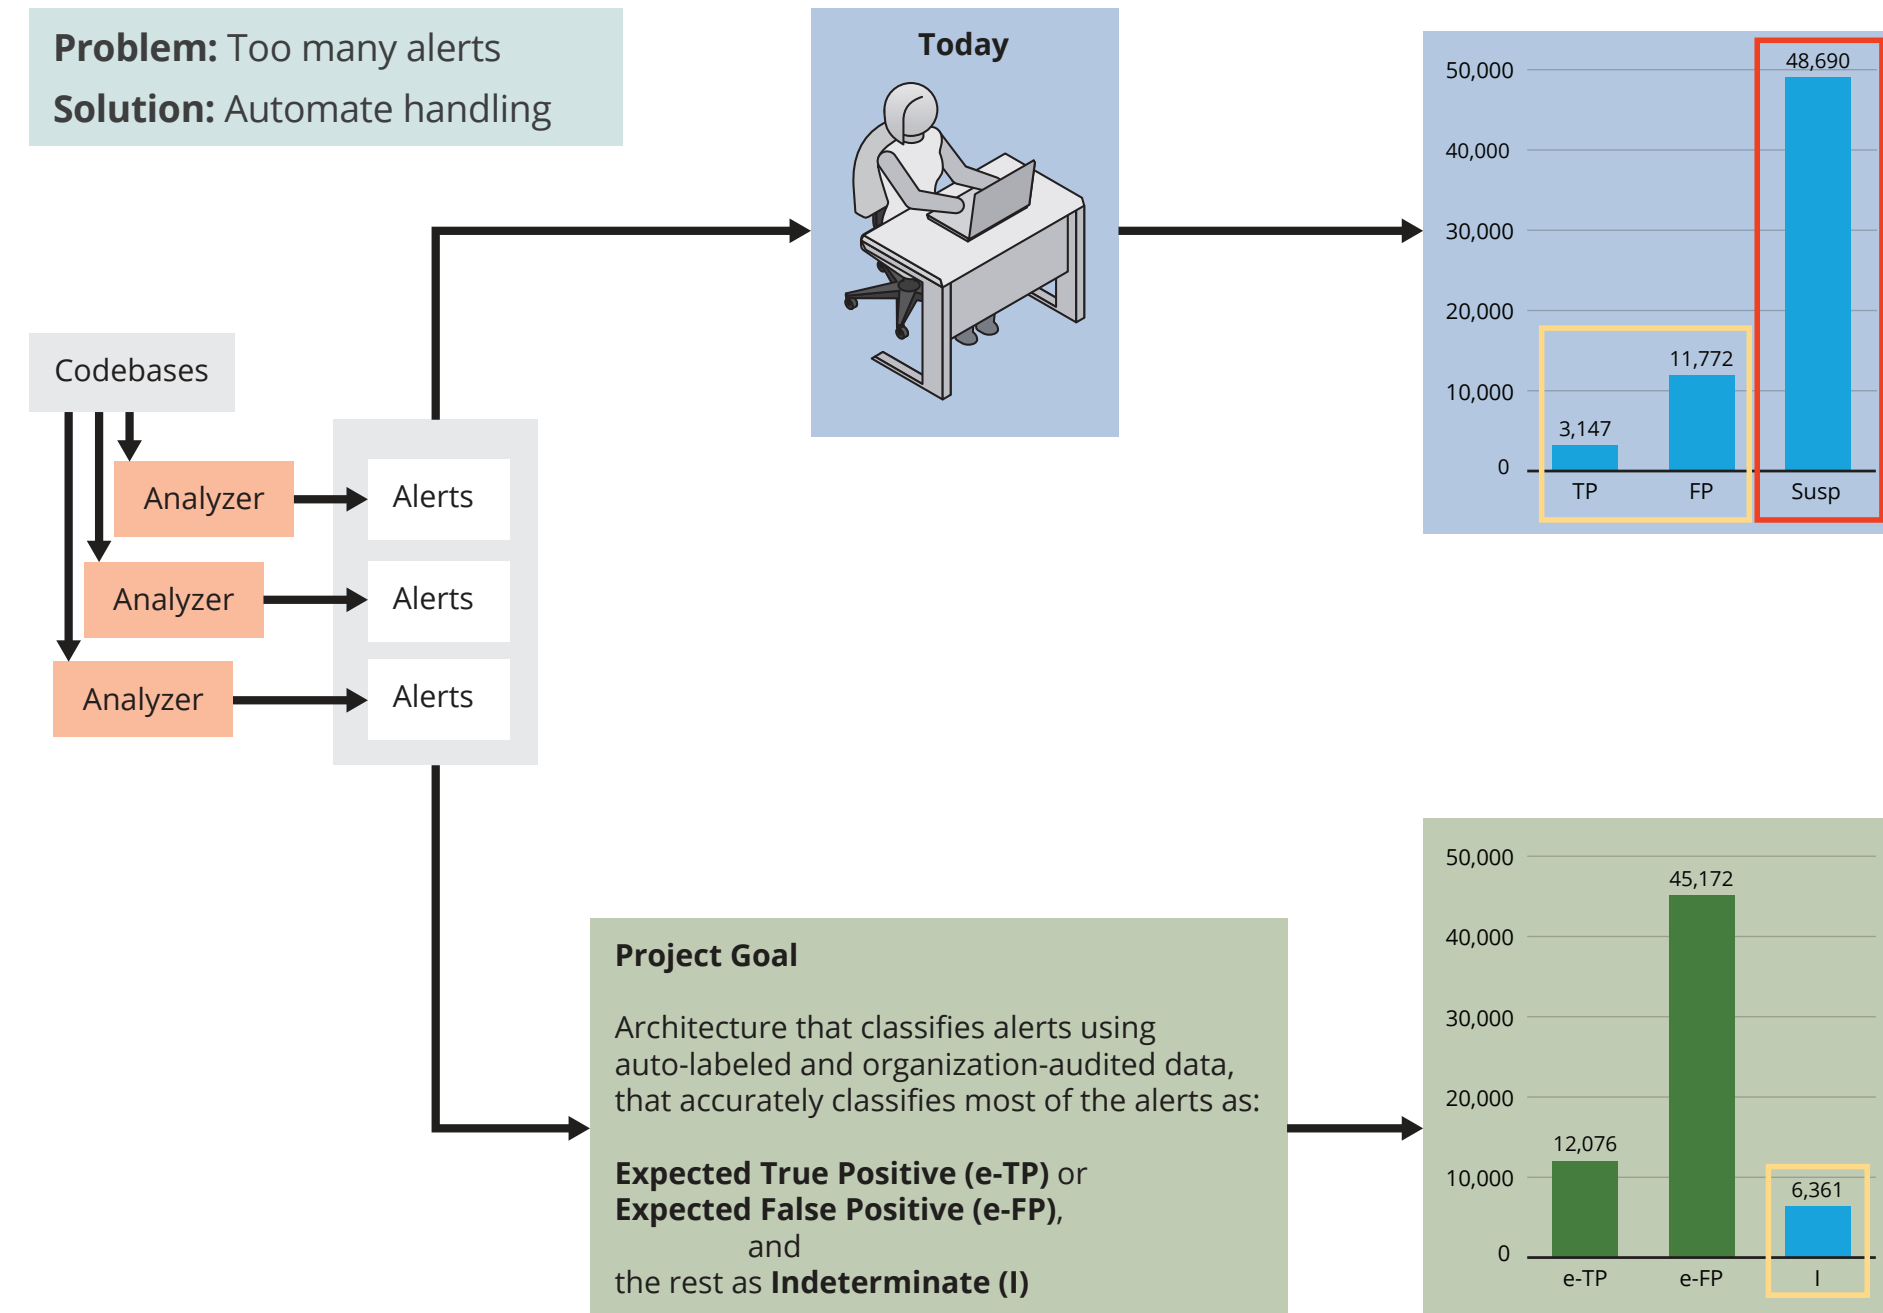 Problem: Too many alerts
Solution: Automate handling
Today
50,000
40,000
30,000
20,000
10,000
0
48,690
11,772
3,147
TP
FP
Susp
Codebases
Analyzer
Alerts
Analyzer
Alerts
Analyzer
Alerts
Project Goal
Architecture that classifies alerts using
auto-labeled and organization-audited data,
that accurately classifies most of the alerts as:
Expected True Positive (e-TP) or
Expected False Positive (e-FP),
and
the rest as Indeterminate (I)
50,000
40,000
30,000
20,000
10,000
0
45,172
12,076
6,361
e-TP
e-FP
I